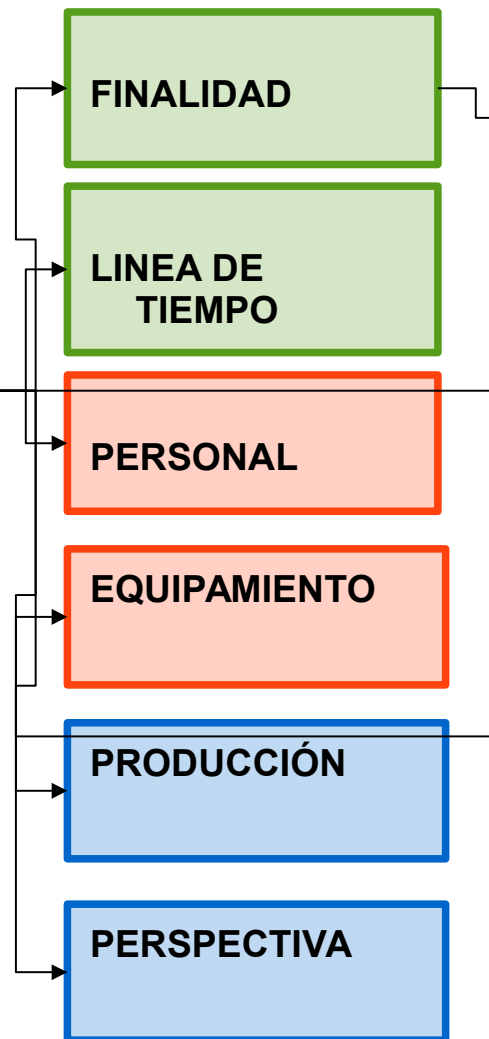 FINALIDAD
LINEA DE
TIEMPO
PERSONAL
EQUIPAMIENTO
PRODUCCIÓN
PERSPECTIVA